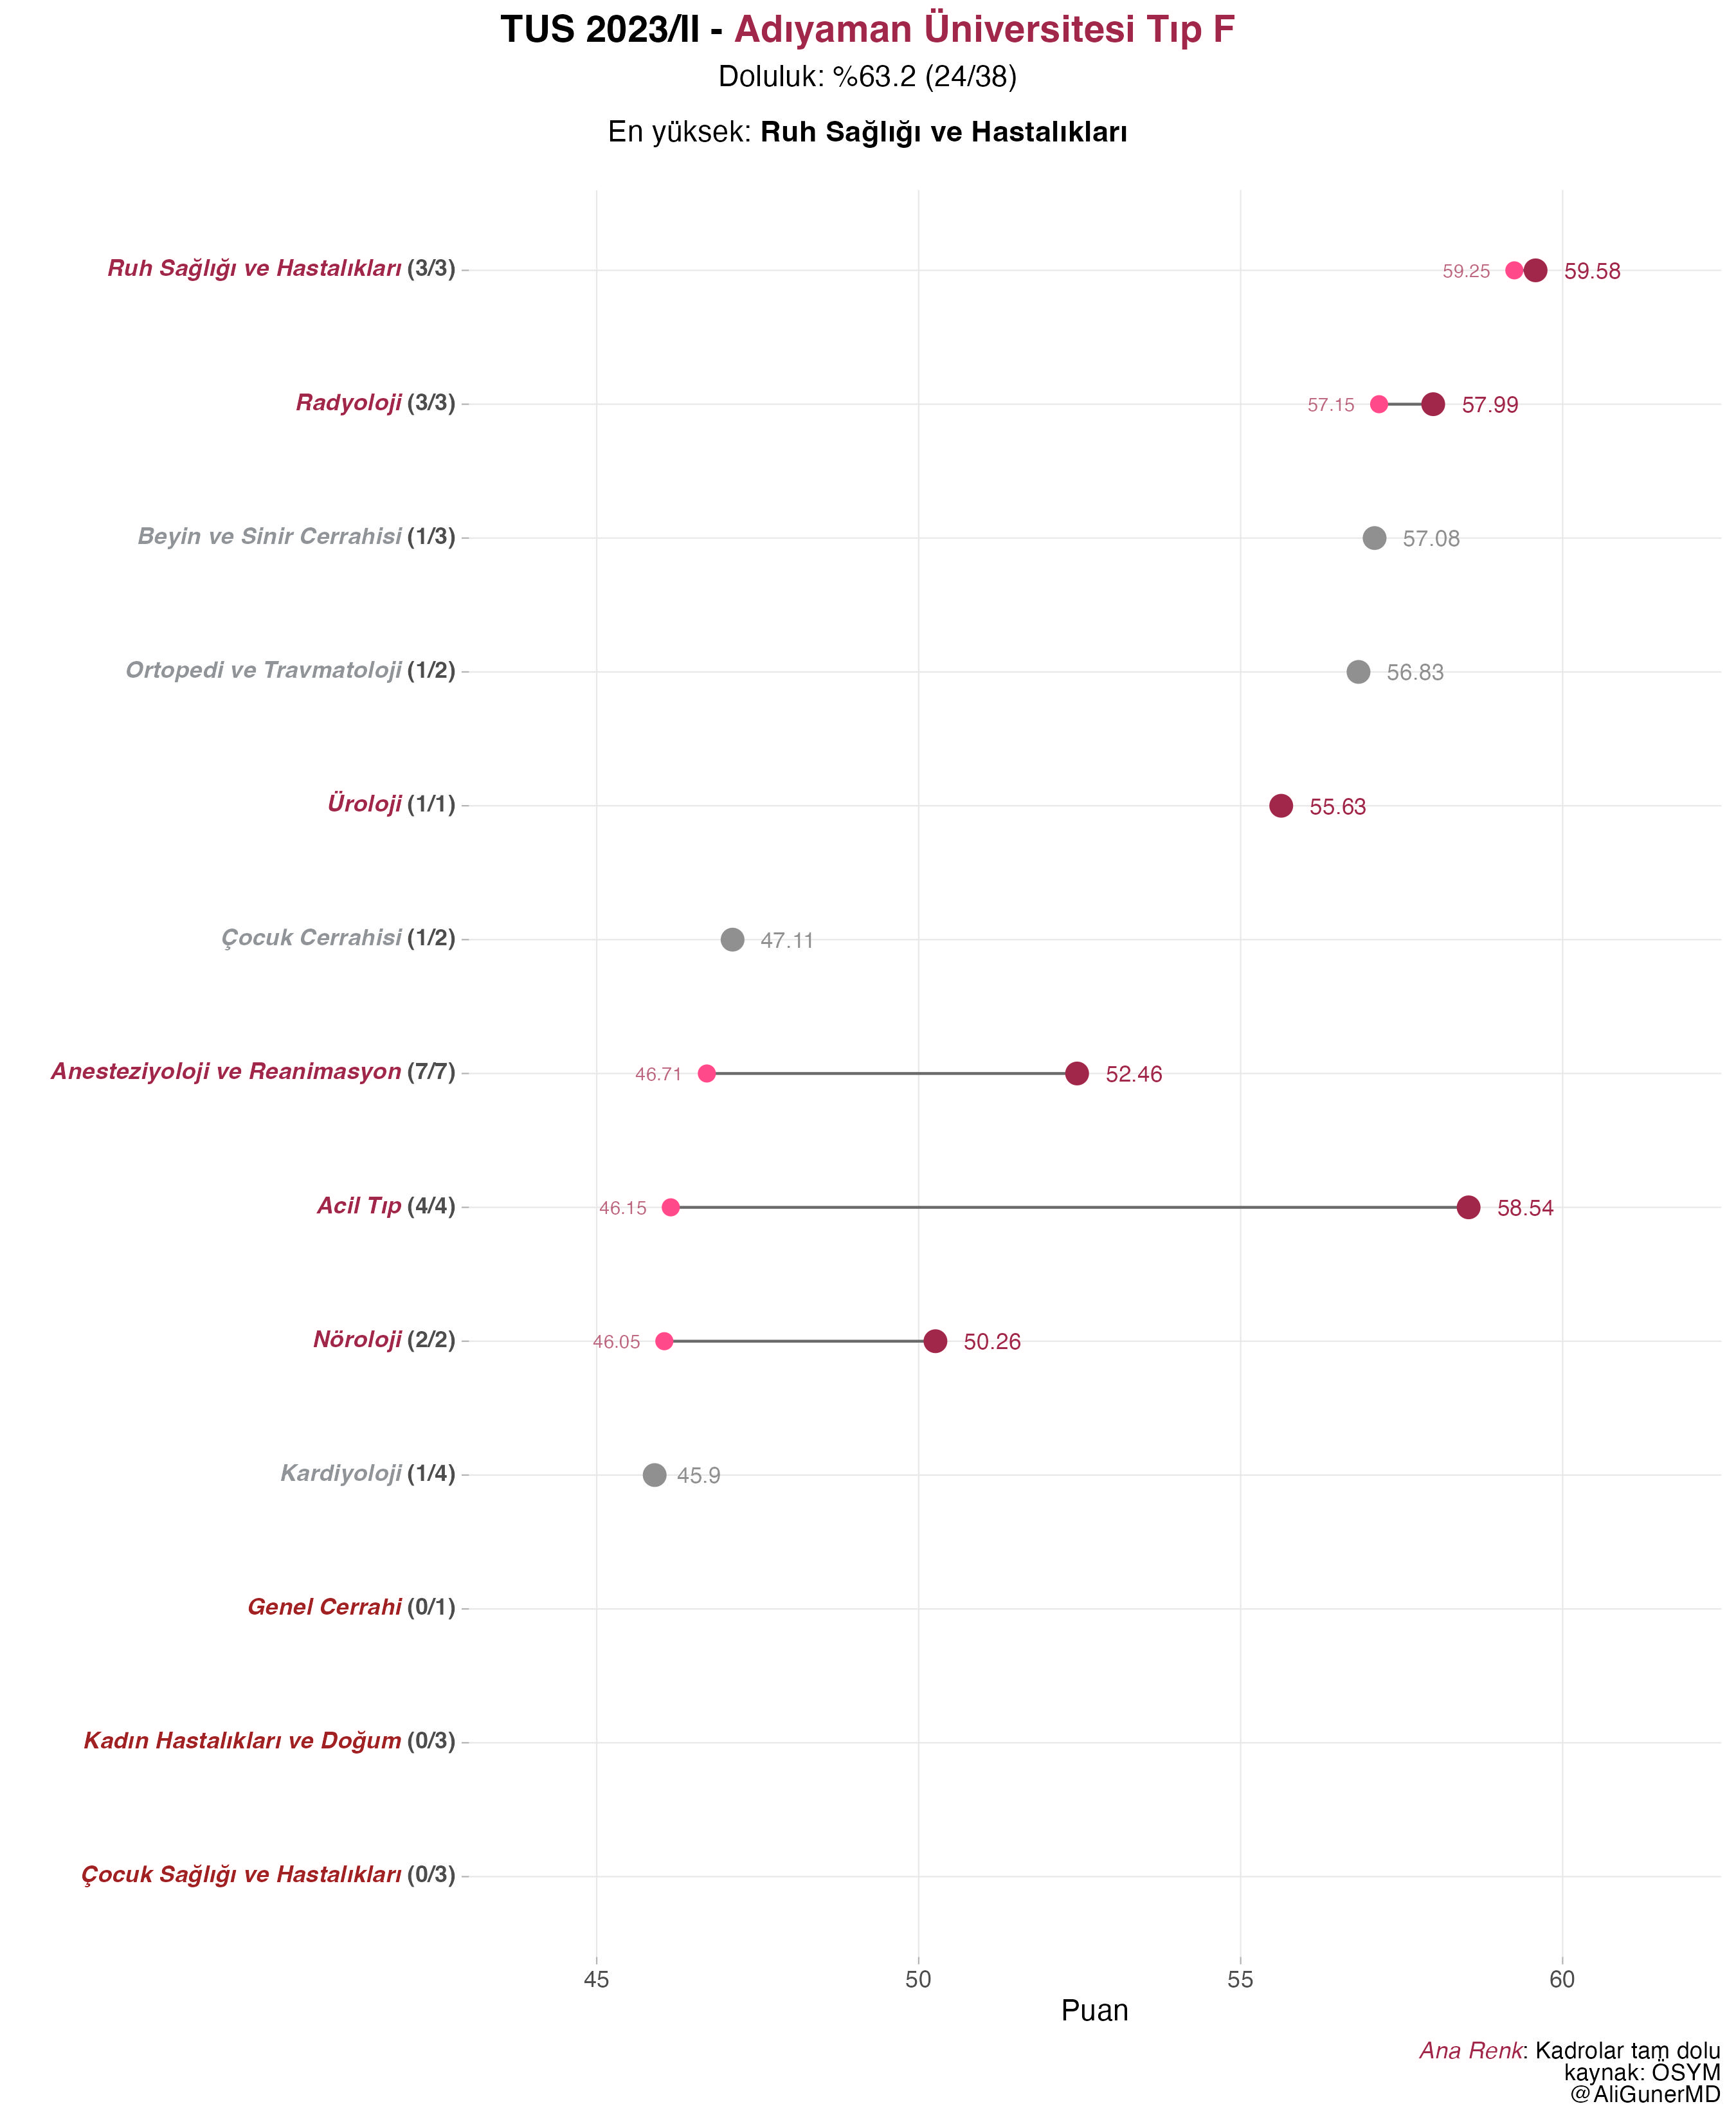 TUS 2023/II - Adıyaman Üniversitesi Tıp F
Doluluk: %63.2 (24/38)
En yüksek: Ruh Sağlığı ve Hastalıkları
Ruh Sağlığı ve Hastalıkları (3/3) 59.25 59.58
Radyoloji (3/3) 57.15 57.99
Beyin ve Sinir Cerrahisi (1/3) 57.08
Ortopedi ve Travmatoloji (1/2) 56.83
Üroloji (1/1) 55.63
Çocuk Cerrahisi (1/2) 47.11
Anesteziyoloji ve Reanimasyon (7/7) 46.71 52.46
Acil Tıp (4/4) 46.15 58.54
Nöroloji (2/2) 46.05 50.26
Kardiyoloji (1/4) 45.9
Genel Cerrahi (0/1)
Kadın Hastalıkları ve Doğum (0/3)
Çocuk Sağlığı ve Hastalıkları (0/3)
45 50 55 60
Puan
Ana Renk: Kadrolar tam dolu
kaynak: ÖSYM
@AliGunerMD